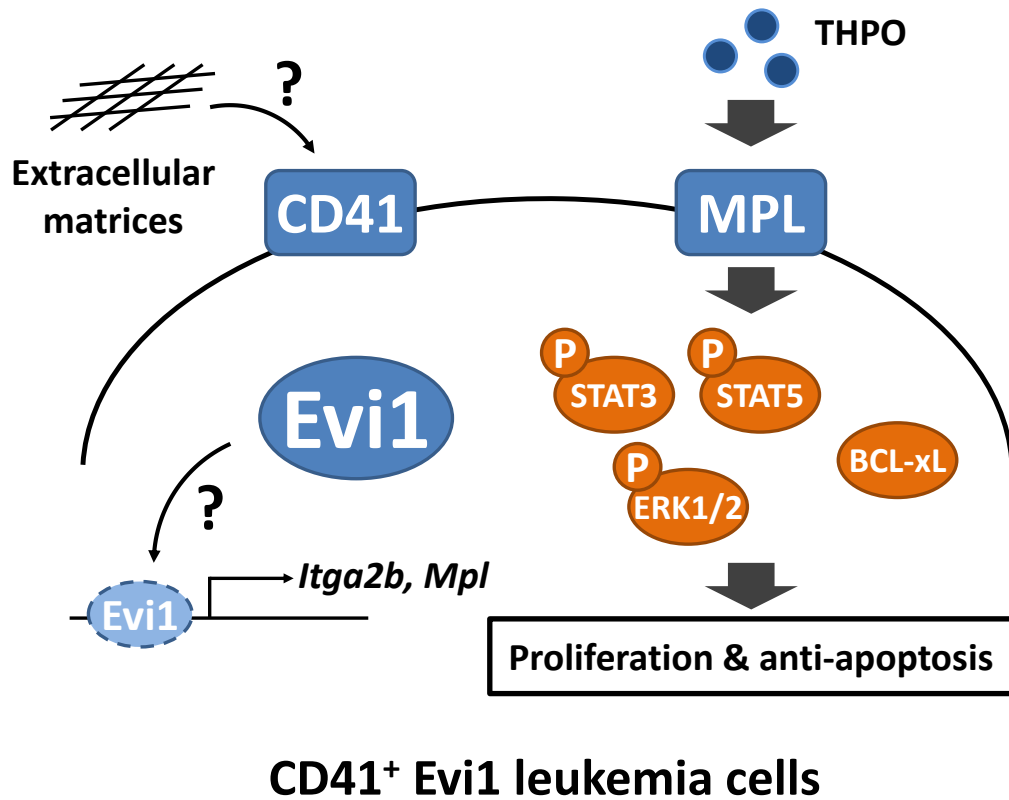 THPO
?
Extracellular
matrices
CD41
MPL
P
STAT3
P
STAT5
Evi1
BCL-xL
P
ERK1/2
?
Itga2b, Mpl
Evi1
Proliferation & anti-apoptosis
CD41⁺ Evi1 leukemia cells